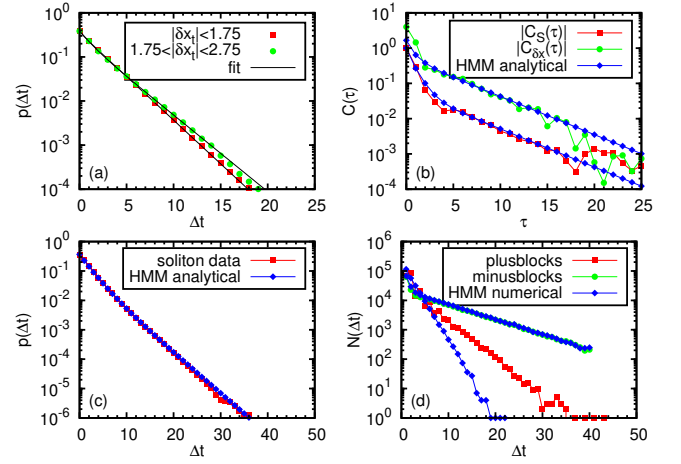 10^0
10^-1
10^-2
10^-3
10^-4
p(Δt)
|δx_t|<1.75
1.75<|δx_t|<2.75
fit
(a)
0 5 10 15 20 25 30
Δt
10^1
10^0
10^-1
10^-2
10^-3
10^-4
C(τ)
|C_S(τ)|
|C_δx(τ)|
HMM analytical
(b)
0 5 10 15 20 25
τ
10^0
10^-1
10^-2
10^-3
10^-4
10^-5
10^-6
p(Δt)
soliton data
HMM analytical
(c)
0 10 20 30 40 50
Δt
10^6
10^5
10^4
10^3
10^2
10^1
10^0
N(Δt)
plusblocks
minusblocks
HMM numerical
(d)
0 10 20 30 40 50
Δt